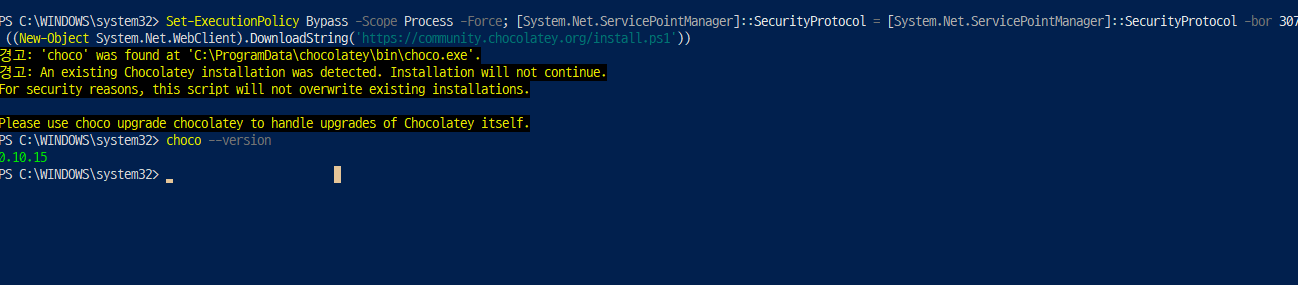 PS C:\WINDOWS\system32> Set-ExecutionPolicy Bypass -Scope Process -Force; [System.Net.ServicePointManager]::SecurityProtocol = [System.Net.ServicePointManager]::SecurityProtocol -bor 307
((New-Object System.Net.WebClient).DownloadString('https://community.chocolatey.org/install.ps1'))
경고: 'choco' was found at 'C:\ProgramData\chocolatey\bin\choco.exe'.
경고: An existing Chocolatey installation was detected. Installation will not continue.
For security reasons, this script will not overwrite existing installations.
Please use choco upgrade chocolatey to handle upgrades of Chocolatey itself.
PS C:\WINDOWS\system32> choco --version
0.10.15
PS C:\WINDOWS\system32>